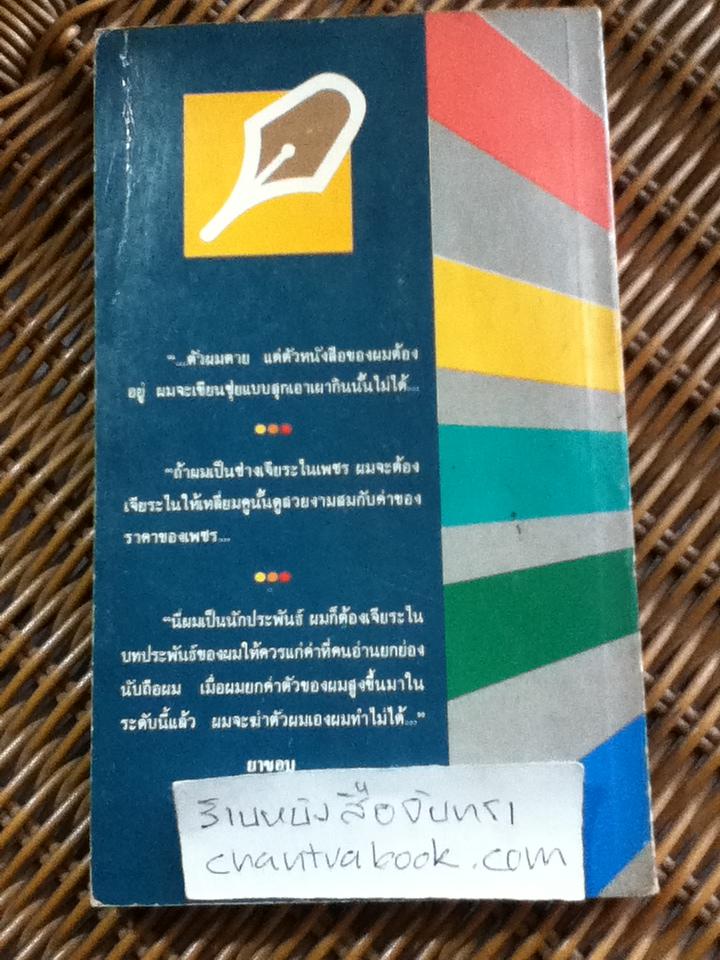 “...ตัวผมตาย แต่ตัวหนังสือของผมต้อง
อยู่ ผมจะเขียนชุ่ยแบบสุกเอาเผากินนั้นไม่ได้...
“ถ้าผมเป็นช่างเจียระไนเพชร ผมจะต้อง
เจียระไนให้เหลี่ยมคูนั้นดูสวยงามสมกับค่าของ
ราคาของเพชร...
“นี่ผมเป็นนักประพันธ์ ผมก็ต้องเจียระไน
บทประพันธ์ของผมให้ควรแก่ค่าที่คนอ่านยกย่อง
นับถือผม เมื่อผมยกค่าตัวของผมสูงขึ้นมาใน
ระดับนี้แล้ว ผมจะฆ่าตัวผมเองผมทำไม่ได้...”
ยาขอบ
ร้านหนังสือจันทรา
chantrabook.com